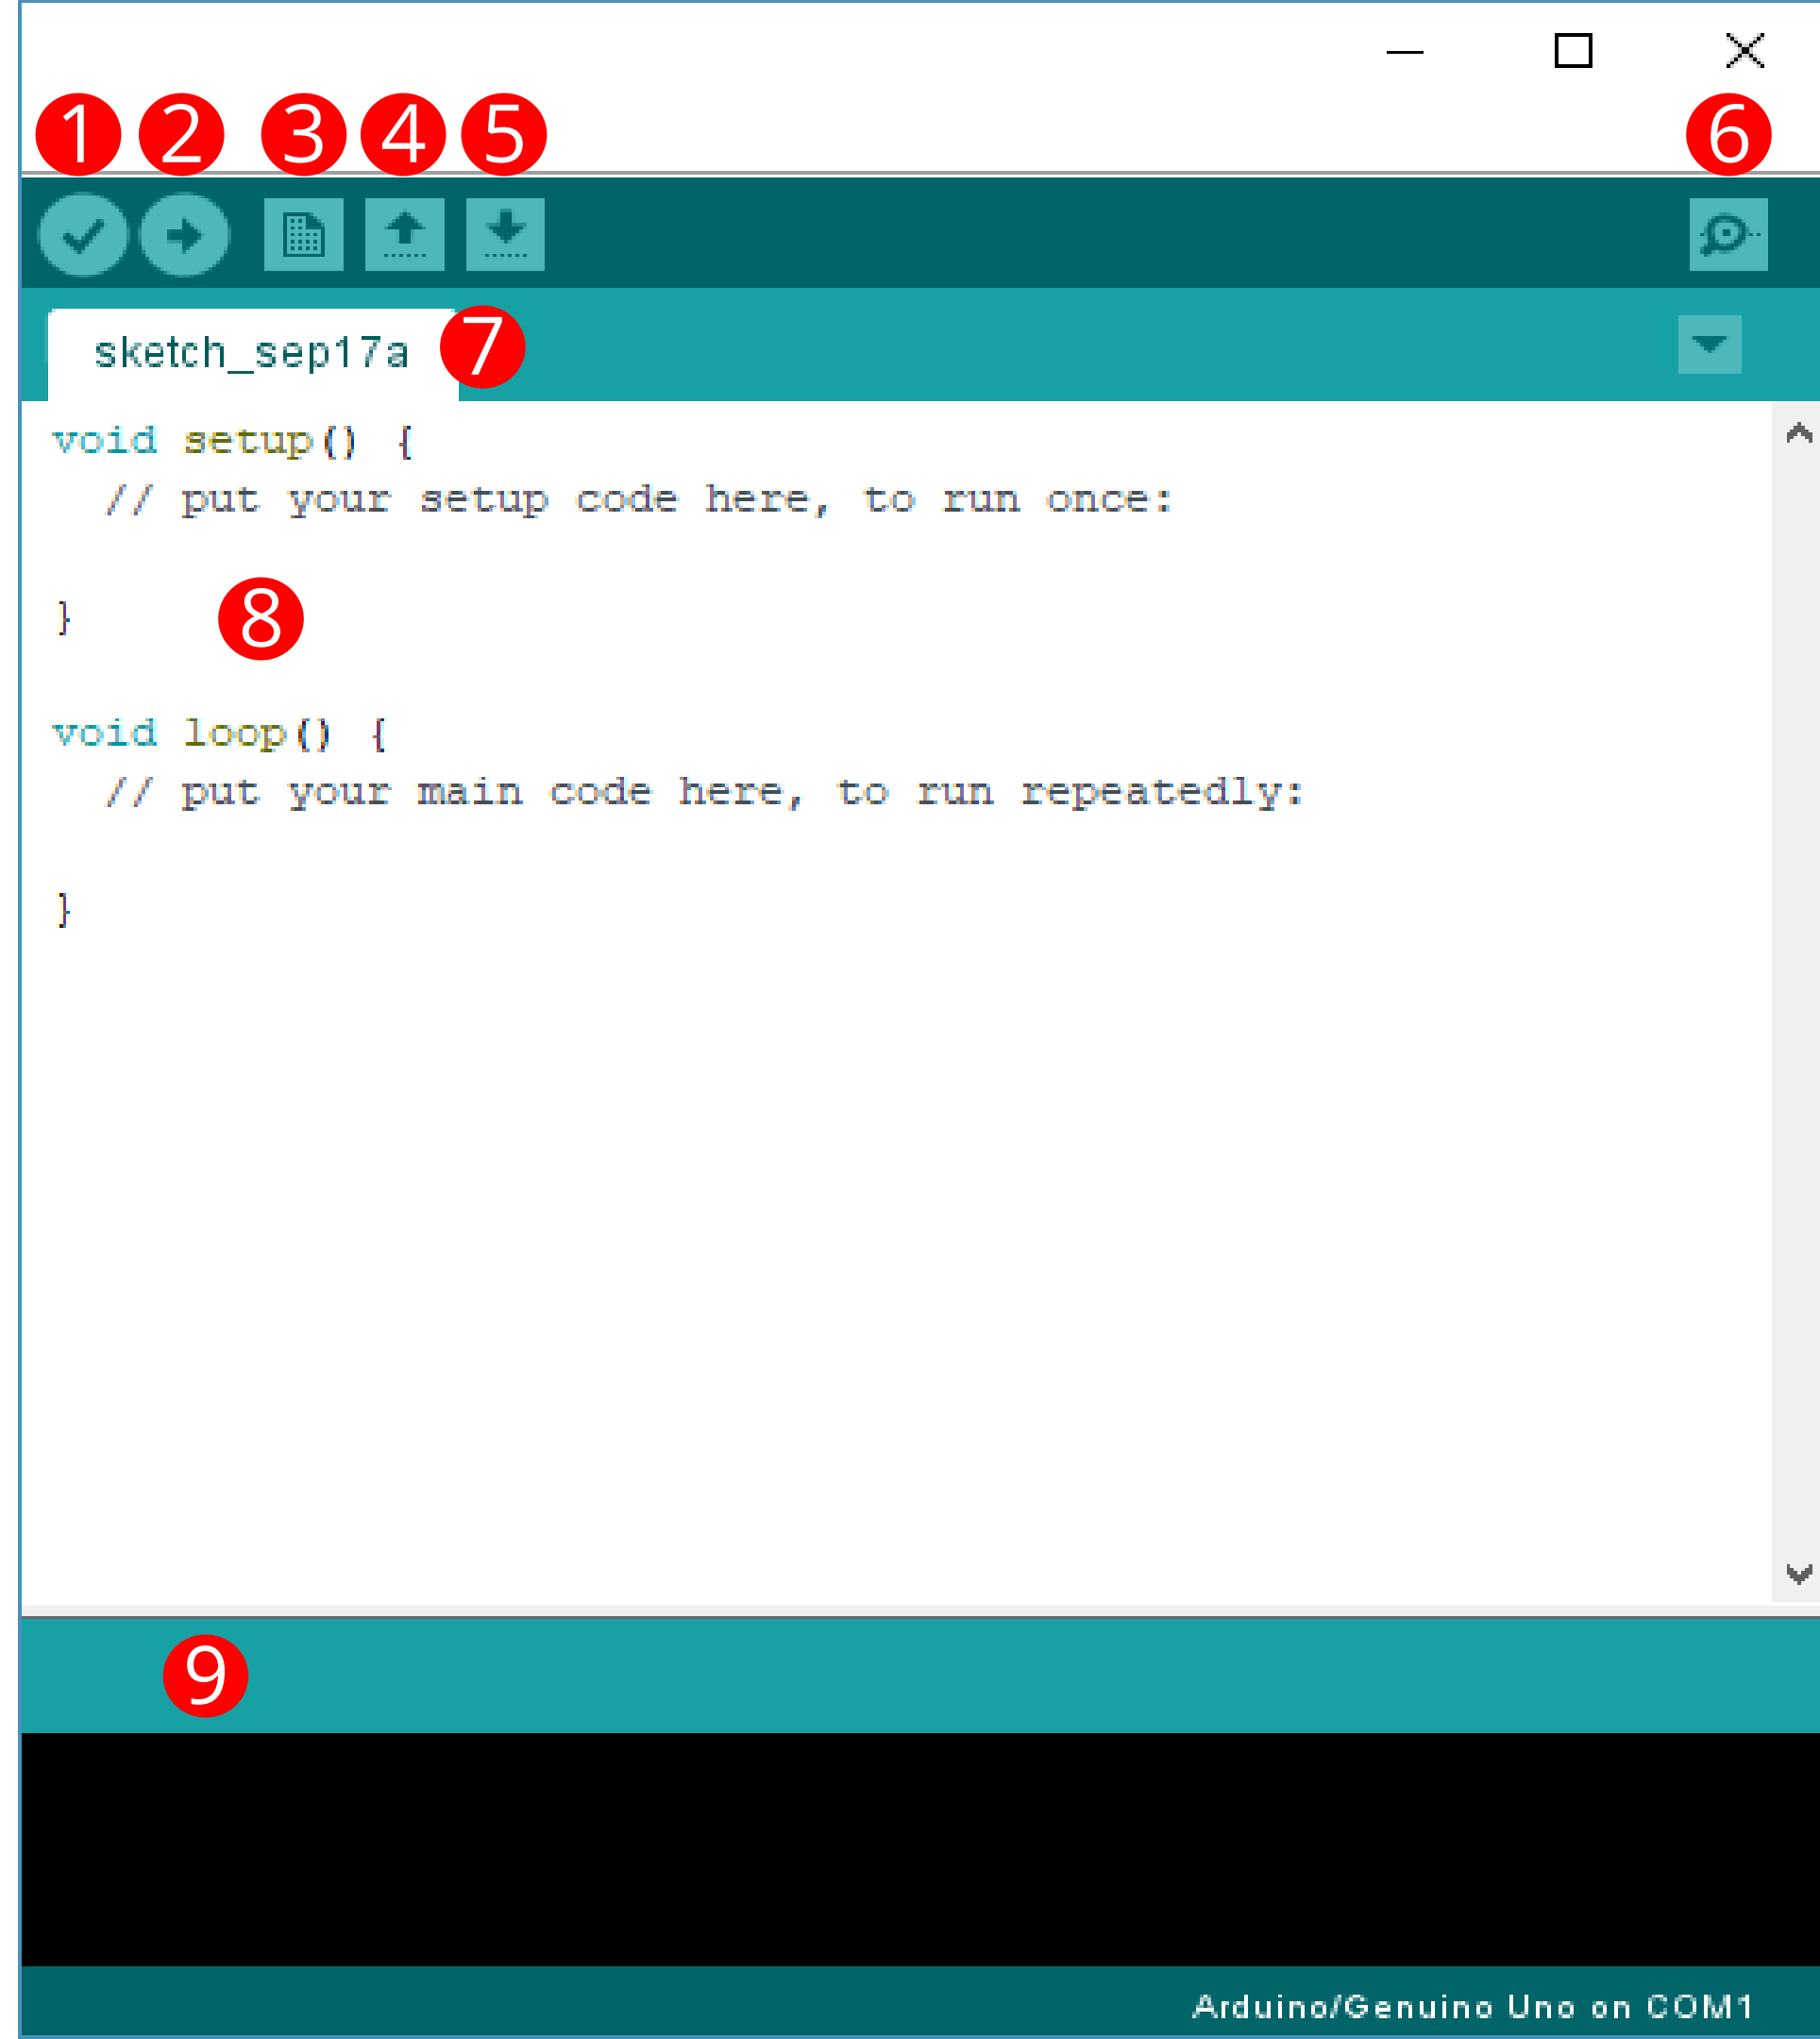 1 2 3 4 5 6
sketch_sep17a 7
void setup() {
// put your setup code here, to run once:
} 8
void loop() {
// put your main code here, to run repeatedly:
}
9
Arduino/Genuino Uno on COM1